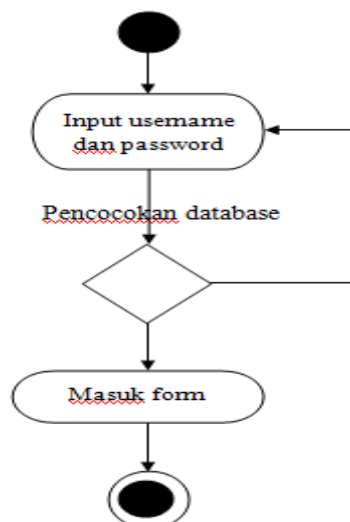 Input username
dan password
Pencocokan database
Masuk form